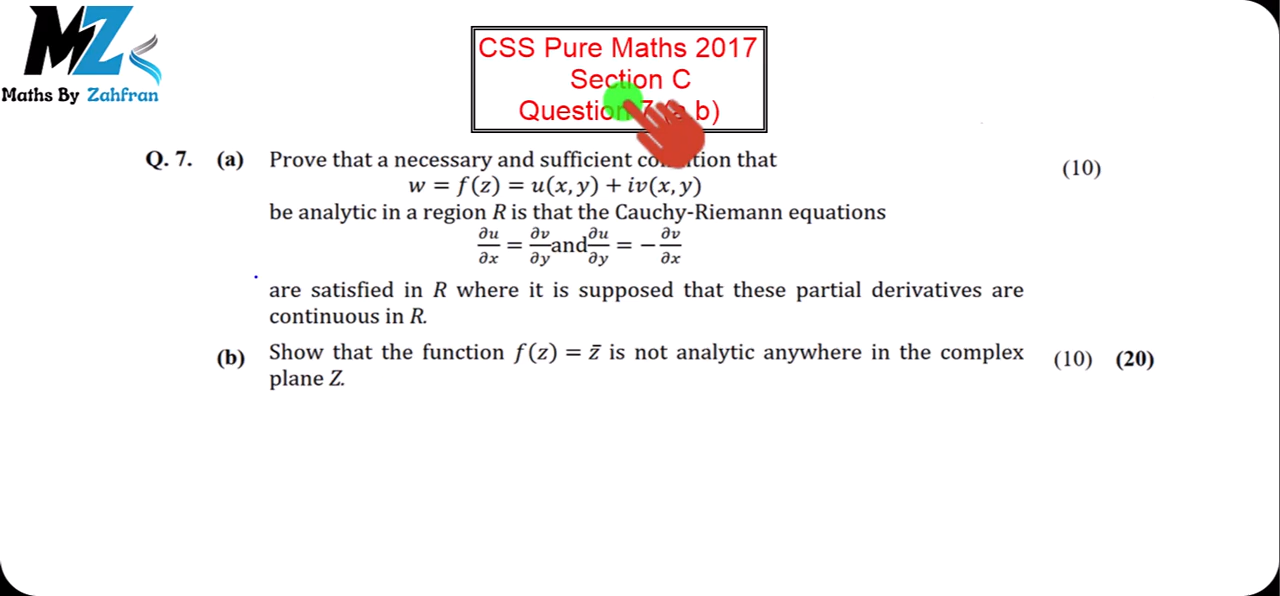 MZ
Maths By Zahfran
CSS Pure Maths 2017
Section C
Question 7 (a b)
Q. 7. (a) Prove that a necessary and sufficient condition that (10)
w = f(z) = u(x, y) + iv(x, y)
be analytic in a region R is that the Cauchy-Riemann equations
∂u/∂x = ∂v/∂y and ∂u/∂y = − ∂v/∂x
are satisfied in R where it is supposed that these partial derivatives are
continuous in R.
(b) Show that the function f(z) = z̄ is not analytic anywhere in the complex (10) (20)
plane Z.